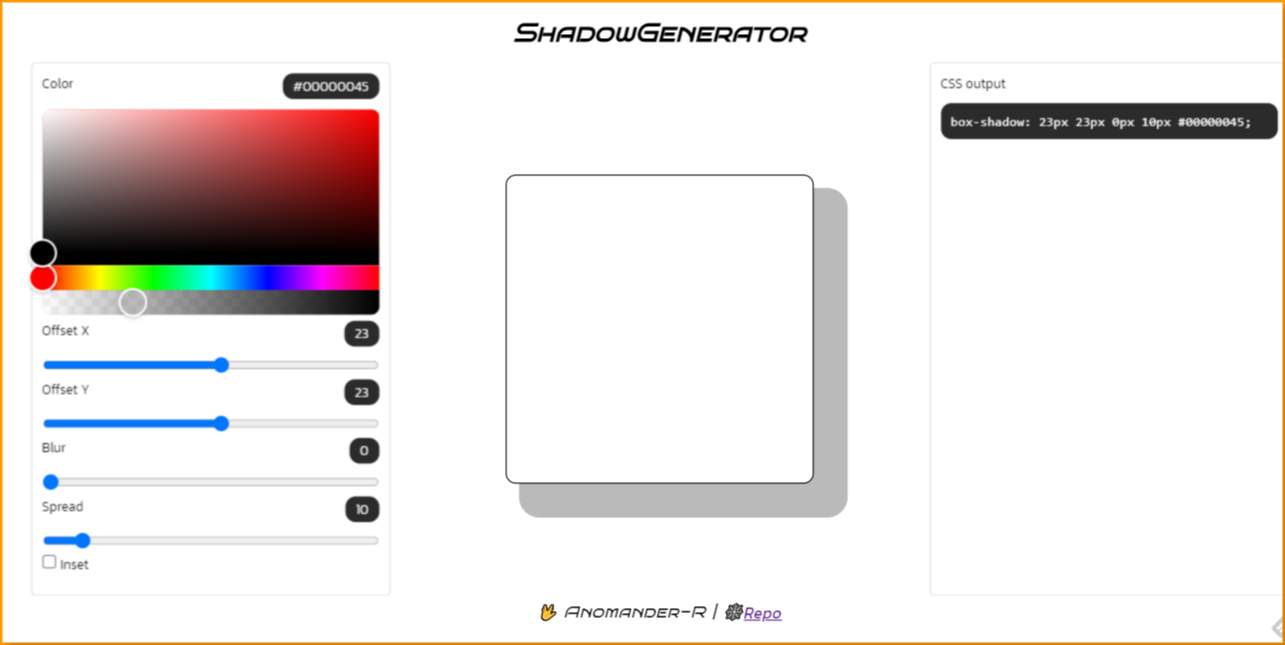 ShadowGenerator
Color
#00000045
Offset X
23
Offset Y
23
Blur
0
Spread
10
Inset
CSS output
box-shadow: 23px 23px 0px 10px #00000045;
🖖 Anomander-R | 🕸Repo